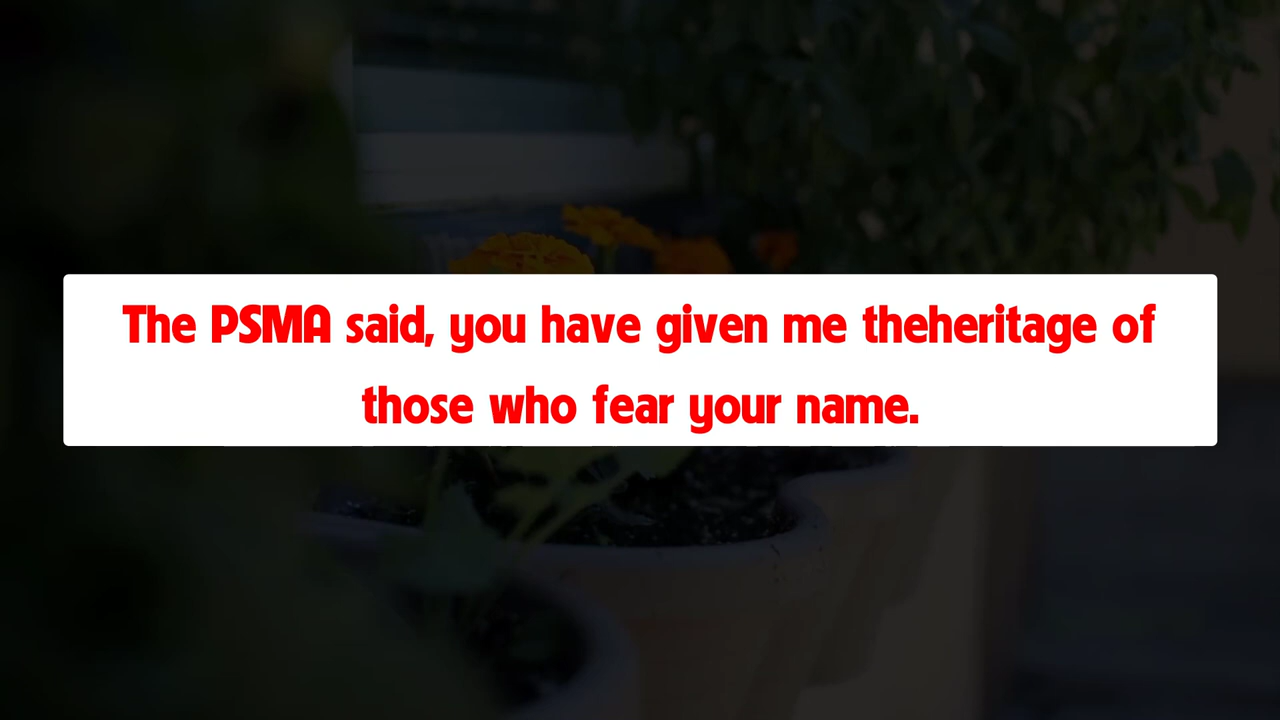 The PSMA said, you have given me theheritage of
those who fear your name.